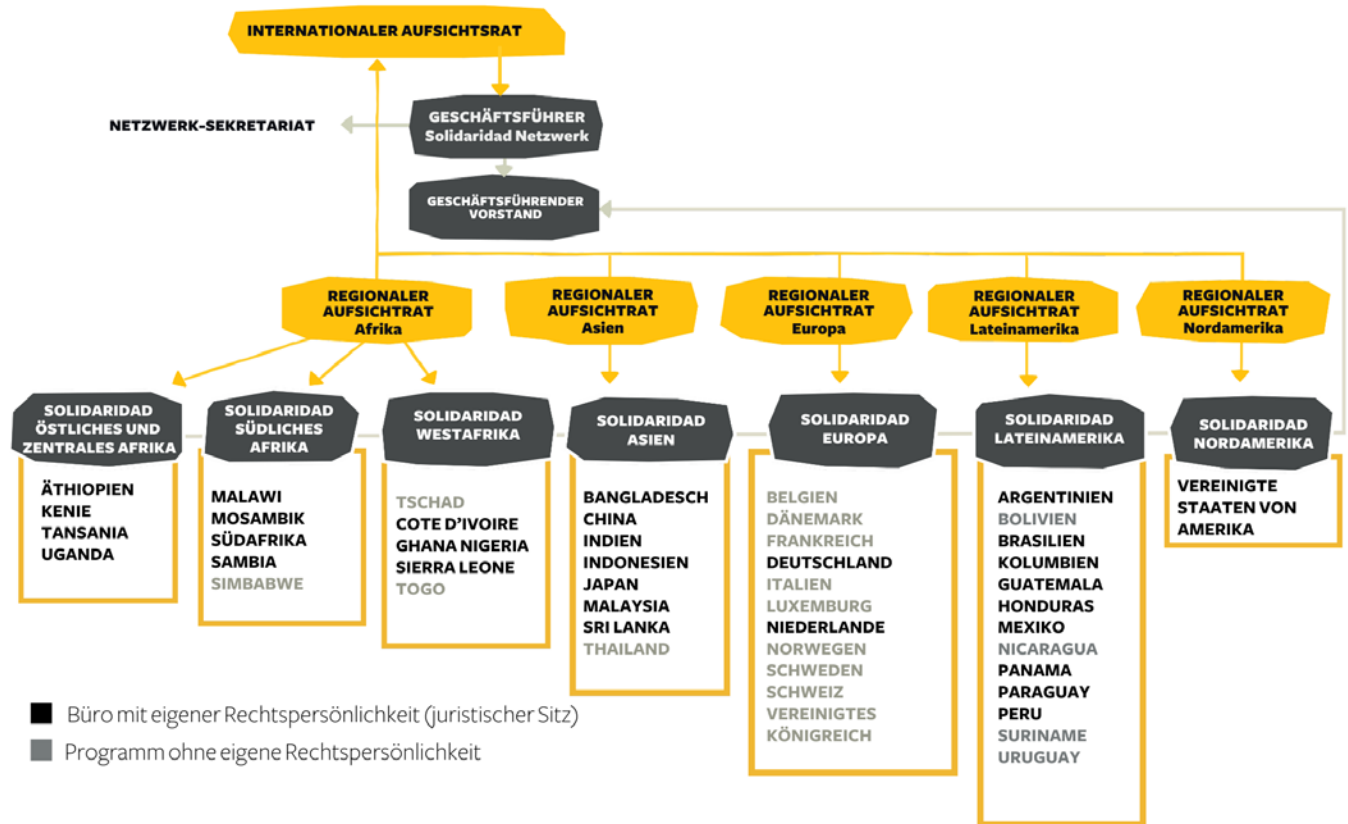 INTERNATIONALER AUFSICHTSRAT
NETZWERK-SEKRETARIAT
GESCHÄFTSFÜHRER
Solidaridad Netzwerk
GESCHÄFTSFÜHRENDER
VORSTAND
REGIONALER
AUFSICHTRAT
Afrika
REGIONALER
AUFSICHTRAT
Asien
REGIONALER
AUFSICHTRAT
Europa
REGIONALER
AUFSICHTRAT
Lateinamerika
REGIONALER
AUFSICHTRAT
Nordamerika
SOLIDARIDAD
ÖSTLICHES UND
ZENTRALES AFRIKA
ÄTHIOPIEN
KENIE
TANSANIA
UGANDA
SOLIDARIDAD
SÜDLICHES
AFRIKA
MALAWI
MOSAMBIK
SÜDAFRIKA
SAMBIA
SIMBABWE
SOLIDARIDAD
WESTAFRIKA
TSCHAD
COTE D'IVOIRE
GHANA NIGERIA
SIERRA LEONE
TOGO
SOLIDARIDAD
ASIEN
BANGLADESCH
CHINA
INDIEN
INDONESIEN
JAPAN
MALAYSIA
SRI LANKA
THAILAND
SOLIDARIDAD
EUROPA
BELGIEN
DÄNEMARK
FRANKREICH
DEUTSCHLAND
ITALIEN
LUXEMBURG
NIEDERLANDE
NORWEGEN
SCHWEDEN
SCHWEIZ
VEREINIGTES
KÖNIGREICH
SOLIDARIDAD
LATEINAMERIKA
ARGENTINIEN
BOLIVIEN
BRASILIEN
KOLUMBIEN
GUATEMALA
HONDURAS
MEXIKO
NICARAGUA
PANAMA
PARAGUAY
PERU
SURINAME
URUGUAY
SOLIDARIDAD
NORDAMERIKA
VEREINIGTE
STAATEN VON
AMERIKA
Büro mit eigener Rechtspersönlichkeit (juristischer Sitz)
Programm ohne eigene Rechtspersönlichkeit